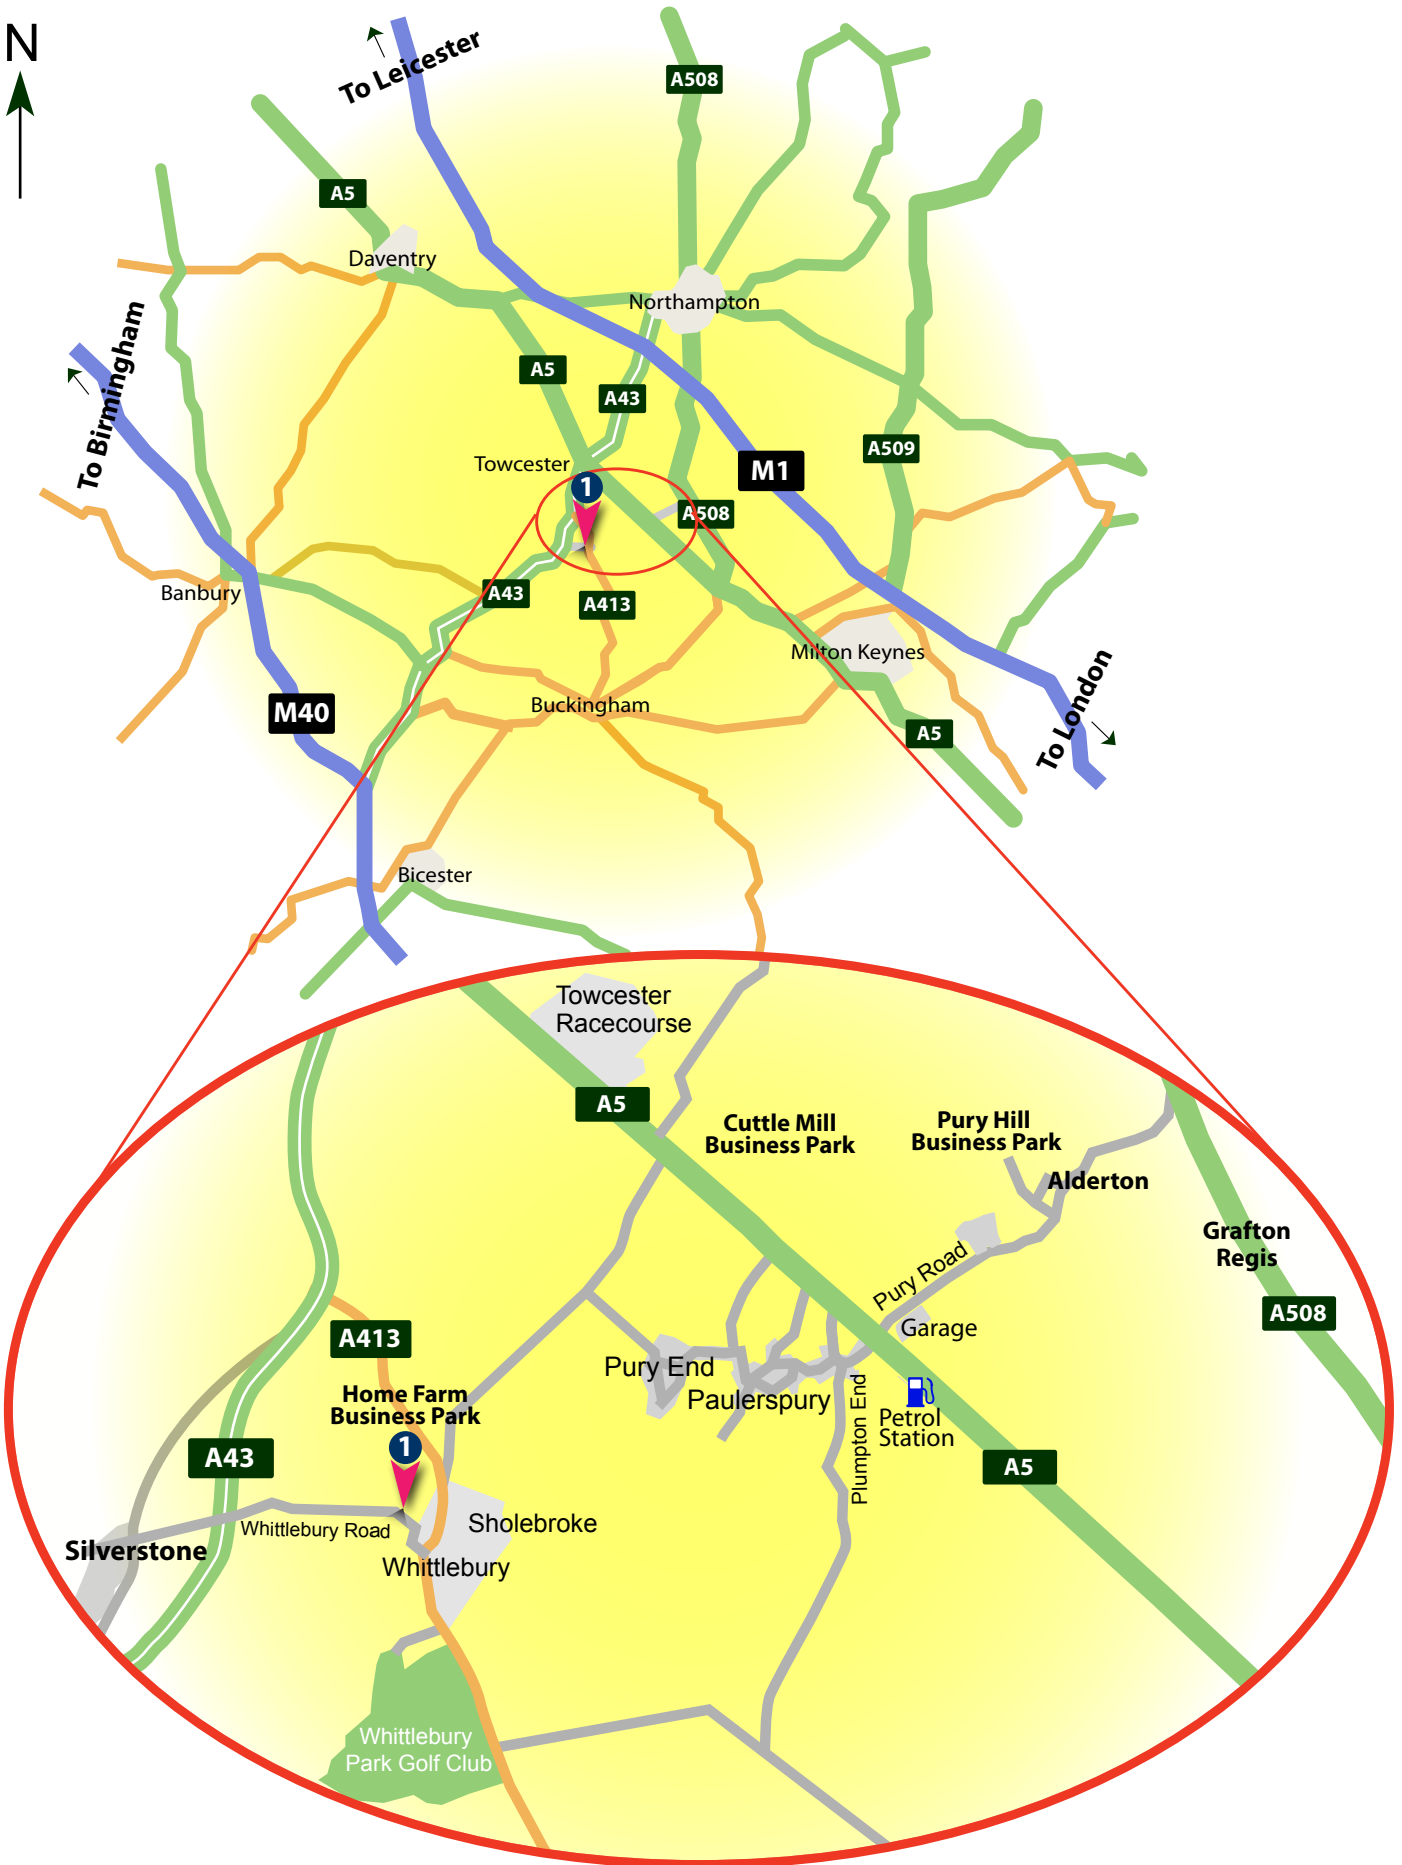 N
To Leicester
A508
A5
Daventry
Northampton
To Birmingham
A5
A43
A509
Towcester
M1
1
A508
Banbury
A43
A413
Milton Keynes
To London
M40
Buckingham
A5
Bicester
Towcester
Racecourse
A5
Cuttle Mill
Business Park
Pury Hill
Business Park
Alderton
Grafton
Regis
Pury Road
A508
Garage
A413
Pury End
Home Farm
Business Park
Paulerspury
Plumpton End
Petrol
Station
1
A43
A5
Whittlebury Road
Sholebroke
Silverstone
Whittlebury
Whittlebury
Park Golf Club